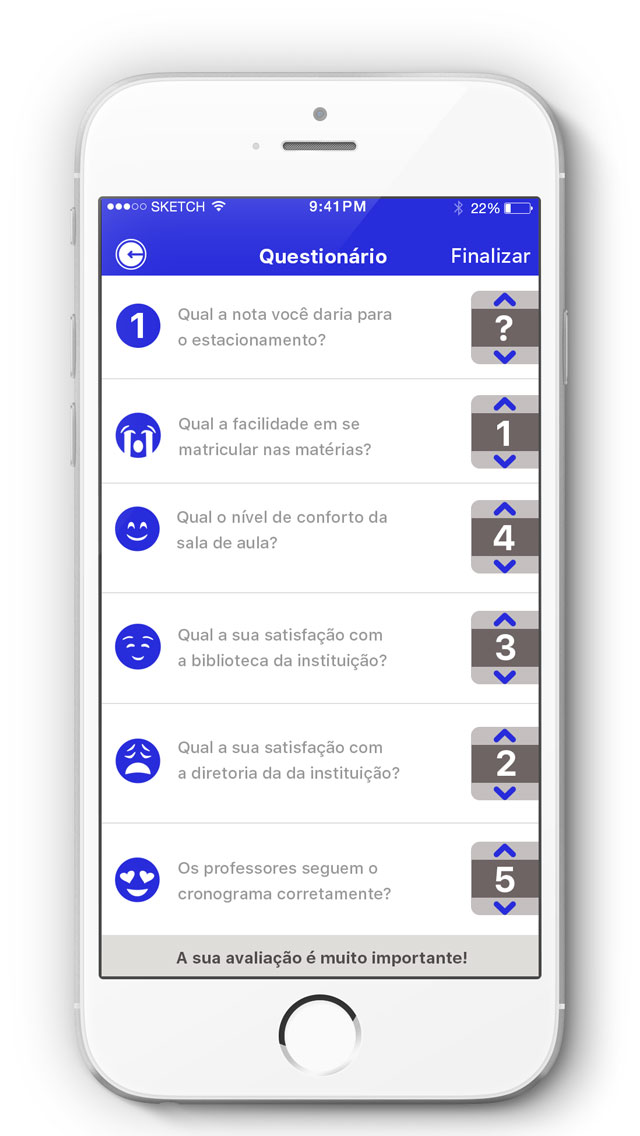 SKETCH 9:41PM 22%
Questionário Finalizar
1 Qual a nota você daria para
o estacionamento?
?
Qual a facilidade em se
matricular nas matérias?
1
Qual o nível de conforto da
sala de aula?
4
Qual a sua satisfação com
a biblioteca da instituição?
3
Qual a sua satisfação com
a diretoria da da instituição?
2
Os professores seguem o
cronograma corretamente?
5
A sua avaliação é muito importante!